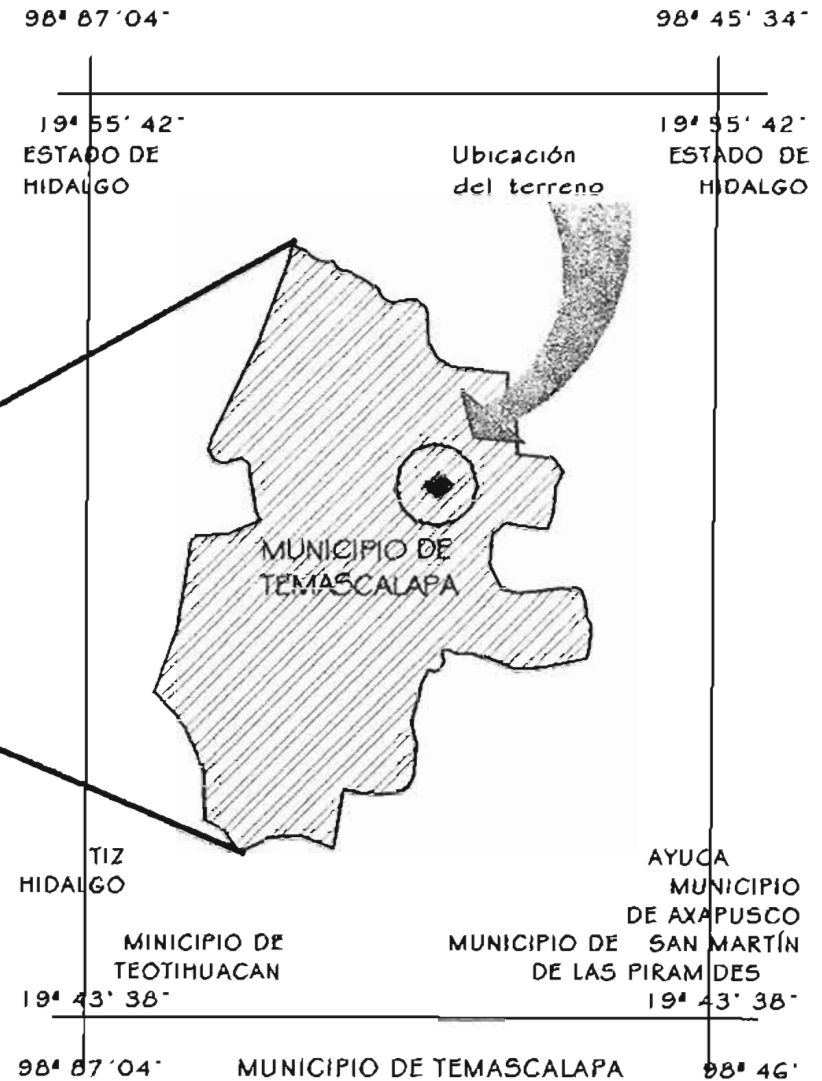 98° 87´04"
98° 45' 34"
19° 55' 42"
19° 55' 42"
ESTADO DE
HIDALGO
Ubicación
del terreno
ESTADO DE
HIDALGO
MUNICIPIO DE
TEMASCALAPA
TIZ
HIDALGO
AYUCA
MUNICIPIO
DE AXAPUSCO
MINICIPIO DE
TEOTIHUACAN
MUNICIPIO DE SAN MARTÍN
DE LAS PIRAMIDES
19° 43' 38"
19° 43' 38"
98° 87´04"
MUNICIPIO DE TEMASCALAPA
98° 46'